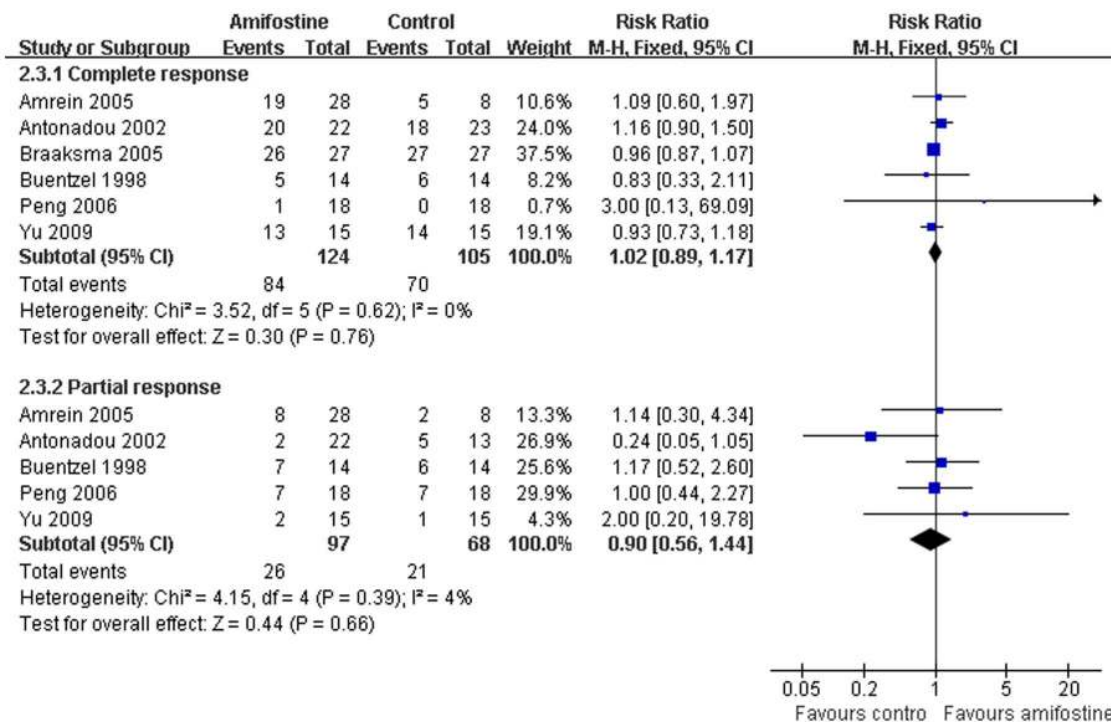 Amifostine Control Risk Ratio Risk Ratio
Study or Subgroup Events Total Events Total Weight M-H, Fixed, 95% CI M-H, Fixed, 95% CI
2.3.1 Complete response
Amrein 2005 19 28 5 8 10.6% 1.09 [0.60, 1.97]
Antonadou 2002 20 22 18 23 24.0% 1.16 [0.90, 1.50]
Braaksma 2005 26 27 27 27 37.5% 0.96 [0.87, 1.07]
Buentzel 1998 5 14 6 14 8.2% 0.83 [0.33, 2.11]
Peng 2006 1 18 0 18 0.7% 3.00 [0.13, 69.09]
Yu 2009 13 15 14 15 19.1% 0.93 [0.73, 1.18]
Subtotal (95% CI) 124 105 100.0% 1.02 [0.89, 1.17]
Total events 84 70
Heterogeneity: Chi² = 3.52, df = 5 (P = 0.62); I² = 0%
Test for overall effect: Z = 0.30 (P = 0.76)
2.3.2 Partial response
Amrein 2005 8 28 2 8 13.3% 1.14 [0.30, 4.34]
Antonadou 2002 2 22 5 13 26.9% 0.24 [0.05, 1.05]
Buentzel 1998 7 14 6 14 25.6% 1.17 [0.52, 2.60]
Peng 2006 7 18 7 18 29.9% 1.00 [0.44, 2.27]
Yu 2009 2 15 1 15 4.3% 2.00 [0.20, 19.78]
Subtotal (95% CI) 97 68 100.0% 0.90 [0.56, 1.44]
Total events 26 21
Heterogeneity: Chi² = 4.15, df = 4 (P = 0.39); I² = 4%
Test for overall effect: Z = 0.44 (P = 0.66)
0.05 0.2 1 5 20
Favours contro Favours amifostine